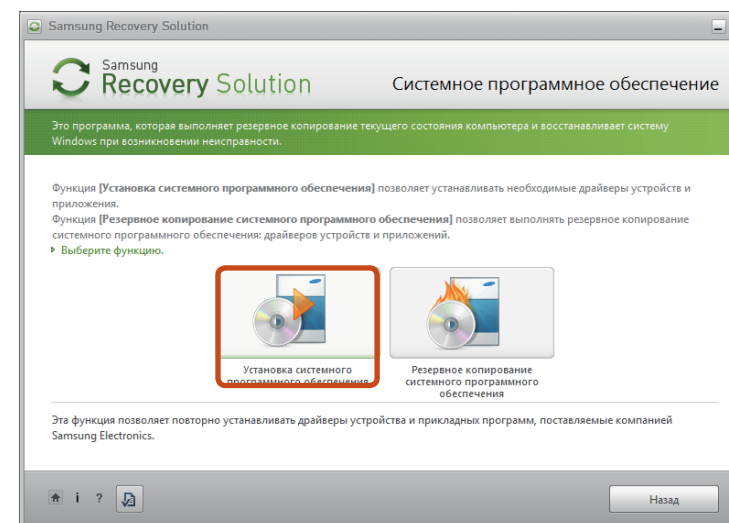 Samsung Recovery Solution
Samsung
Recovery Solution
Системное программное обеспечение
Это программа, которая выполняет резервное копирование текущего состояния компьютера и восстанавливает систему
Windows при возникновении неисправности.
Функция [Установка системного программного обеспечения] позволяет устанавливать необходимые драйверы устройств и
приложения.
Функция [Резервное копирование системного программного обеспечения] позволяет выполнять резервное копирование
системного программного обеспечения: драйверов устройств и приложений.
Выберите функцию.
Установка системного
программного обеспечения
Резервное копирование
системного программного
обеспечения
Эта функция позволяет повторно устанавливать драйверы устройства и прикладных программ, поставляемые компанией
Samsung Electronics.
i ?
Назад